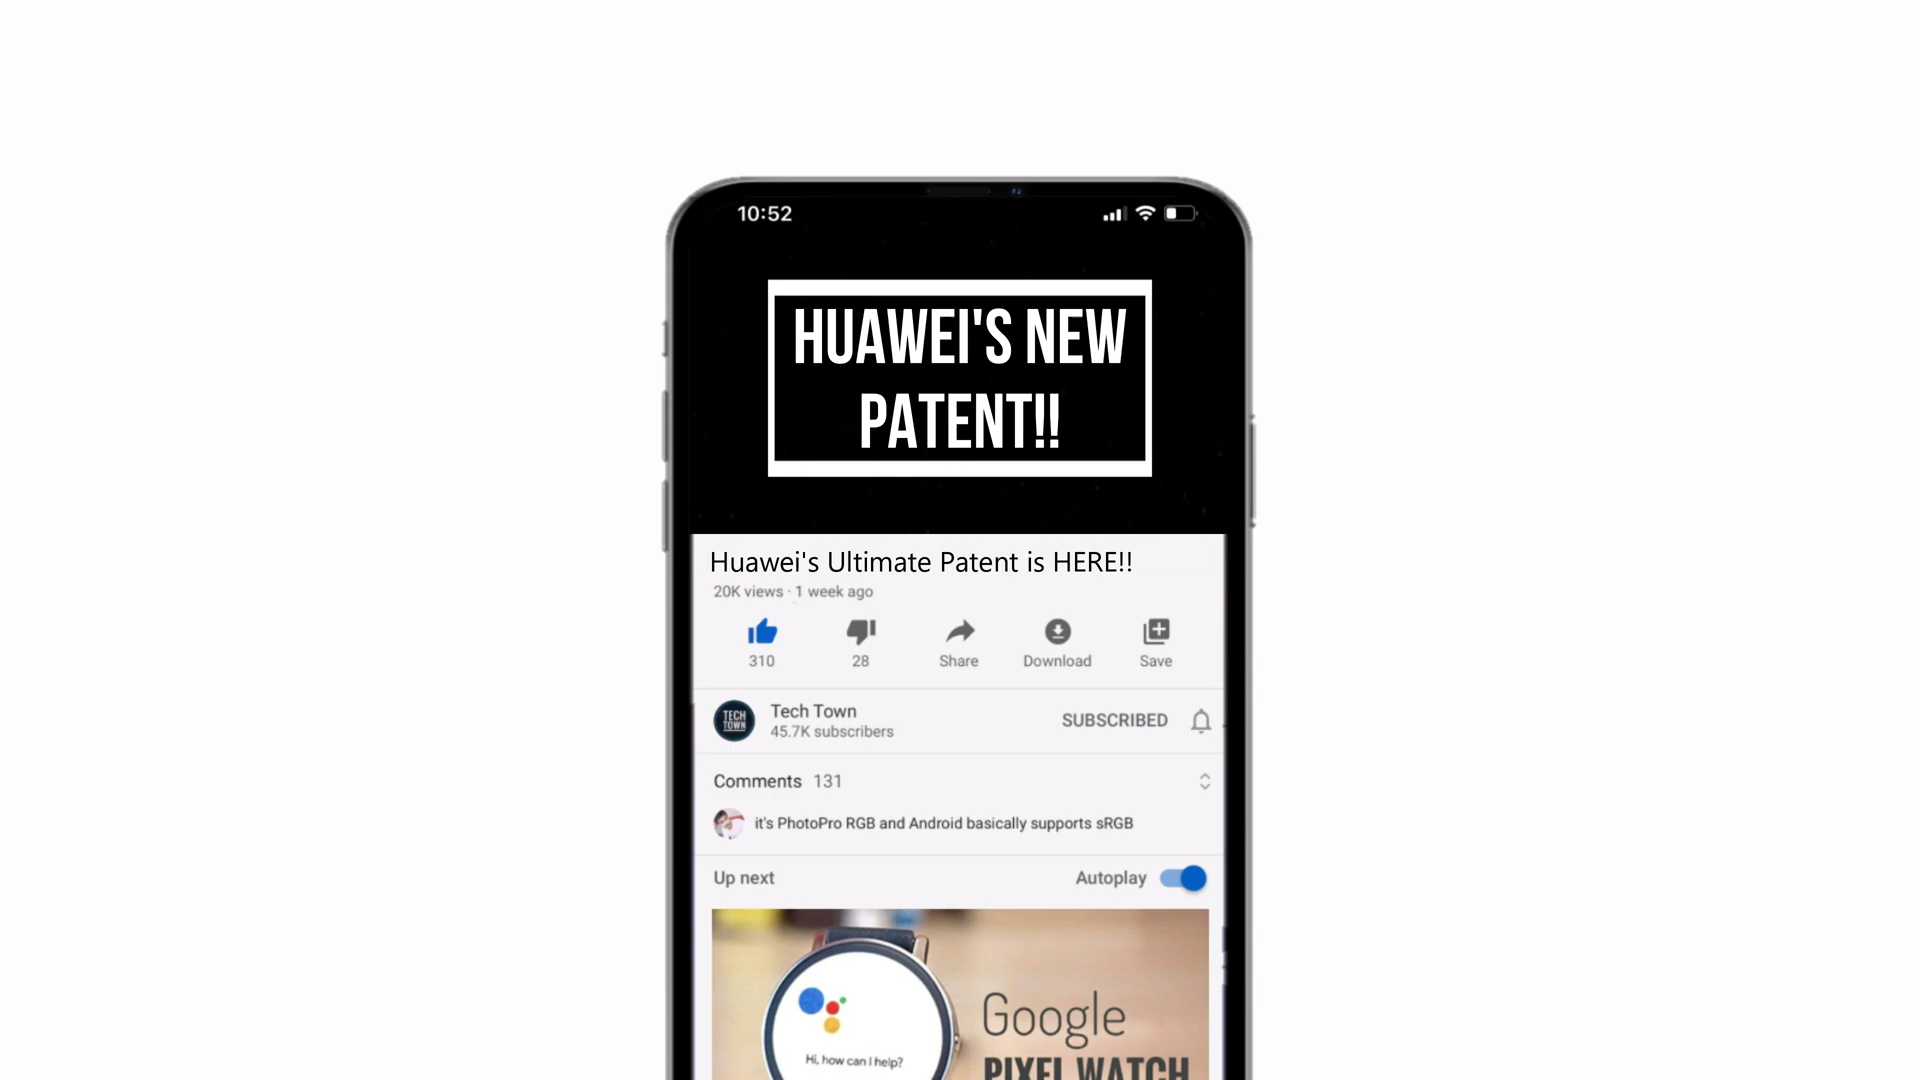 10:52
HUAWEI'S NEW
PATENT!!
Huawei's Ultimate Patent is HERE!!
20K views · 1 week ago
310
28
Share
Download
Save
TECH
TOWN
Tech Town
45.7K subscribers
SUBSCRIBED
Comments 131
it's PhotoPro RGB and Android basically supports sRGB
Up next
Autoplay
Hi, how can I help?
Google
PIXEL WATCH